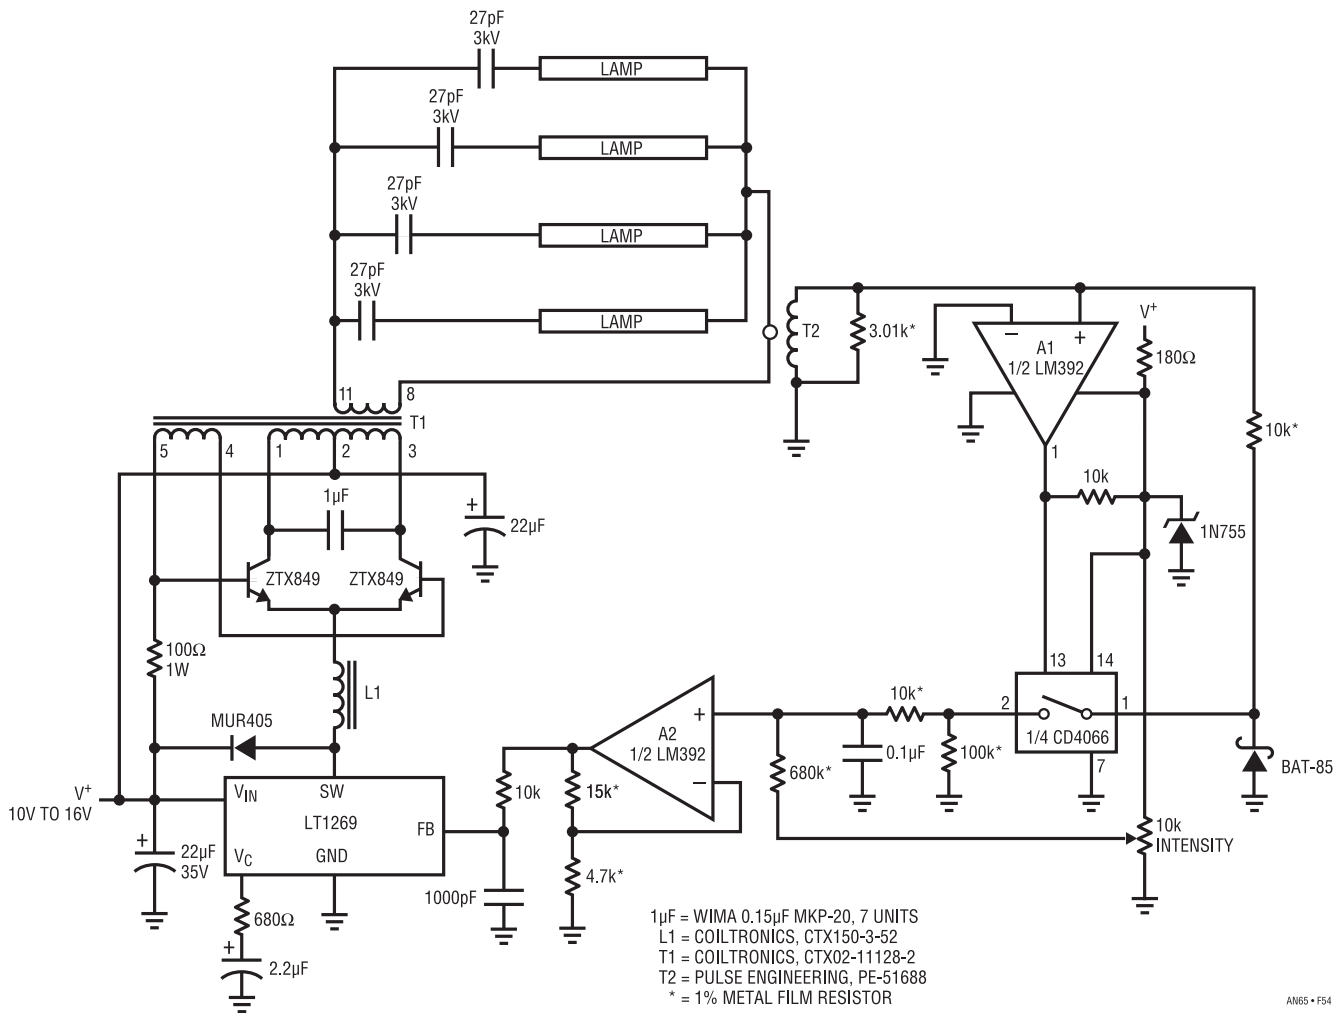 27pF
3kV
LAMP
27pF
3kV
LAMP
27pF
3kV
LAMP
27pF
3kV
LAMP
T2
3.01k*
−
+
A1
1/2 LM392
V+
180Ω
10k*
11
8
T1
5
4
1
2
3
1
10k
1N755
1µF
+
22µF
ZTX849
ZTX849
100Ω
1W
L1
MUR405
13
14
2
1
1/4 CD4066
7
10k*
100k*
0.1µF
680k*
BAT-85
A2
1/2 LM392
+
−
10k
15k*
4.7k*
10k
INTENSITY
V+
10V TO 16V
VIN
SW
LT1269
FB
VC
GND
+
22µF
35V
1000pF
680Ω
+
2.2µF
1µF = WIMA 0.15µF MKP-20, 7 UNITS
L1 = COILTRONICS, CTX150-3-52
T1 = COILTRONICS, CTX02-11128-2
T2 = PULSE ENGINEERING, PE-51688
* = 1% METAL FILM RESISTOR
AN65 • F54